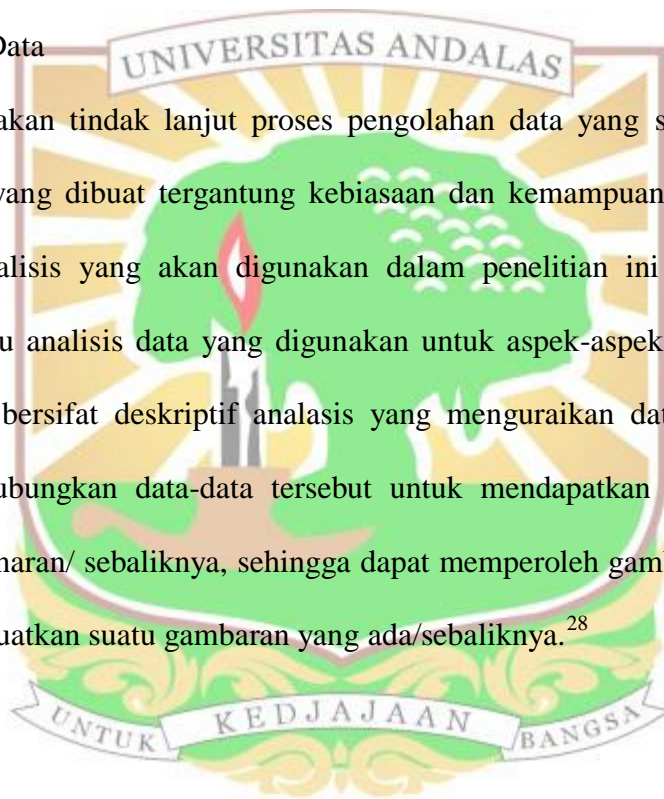 Data
UNIVERSITAS ANDALAS
akan tindak lanjut proses pengolahan data yang s
yang dibuat tergantung kebiasaan dan kemampuan
alisis yang akan digunakan dalam penelitian ini
u analisis data yang digunakan untuk aspek-aspek
bersifat deskriptif analasis yang menguraikan dat
ubungkan data-data tersebut untuk mendapatkan
naran/ sebaliknya, sehingga dapat memperoleh gamb
uatkan suatu gambaran yang ada/sebaliknya.28
UNTUK KEDJAJAAN BANGSA